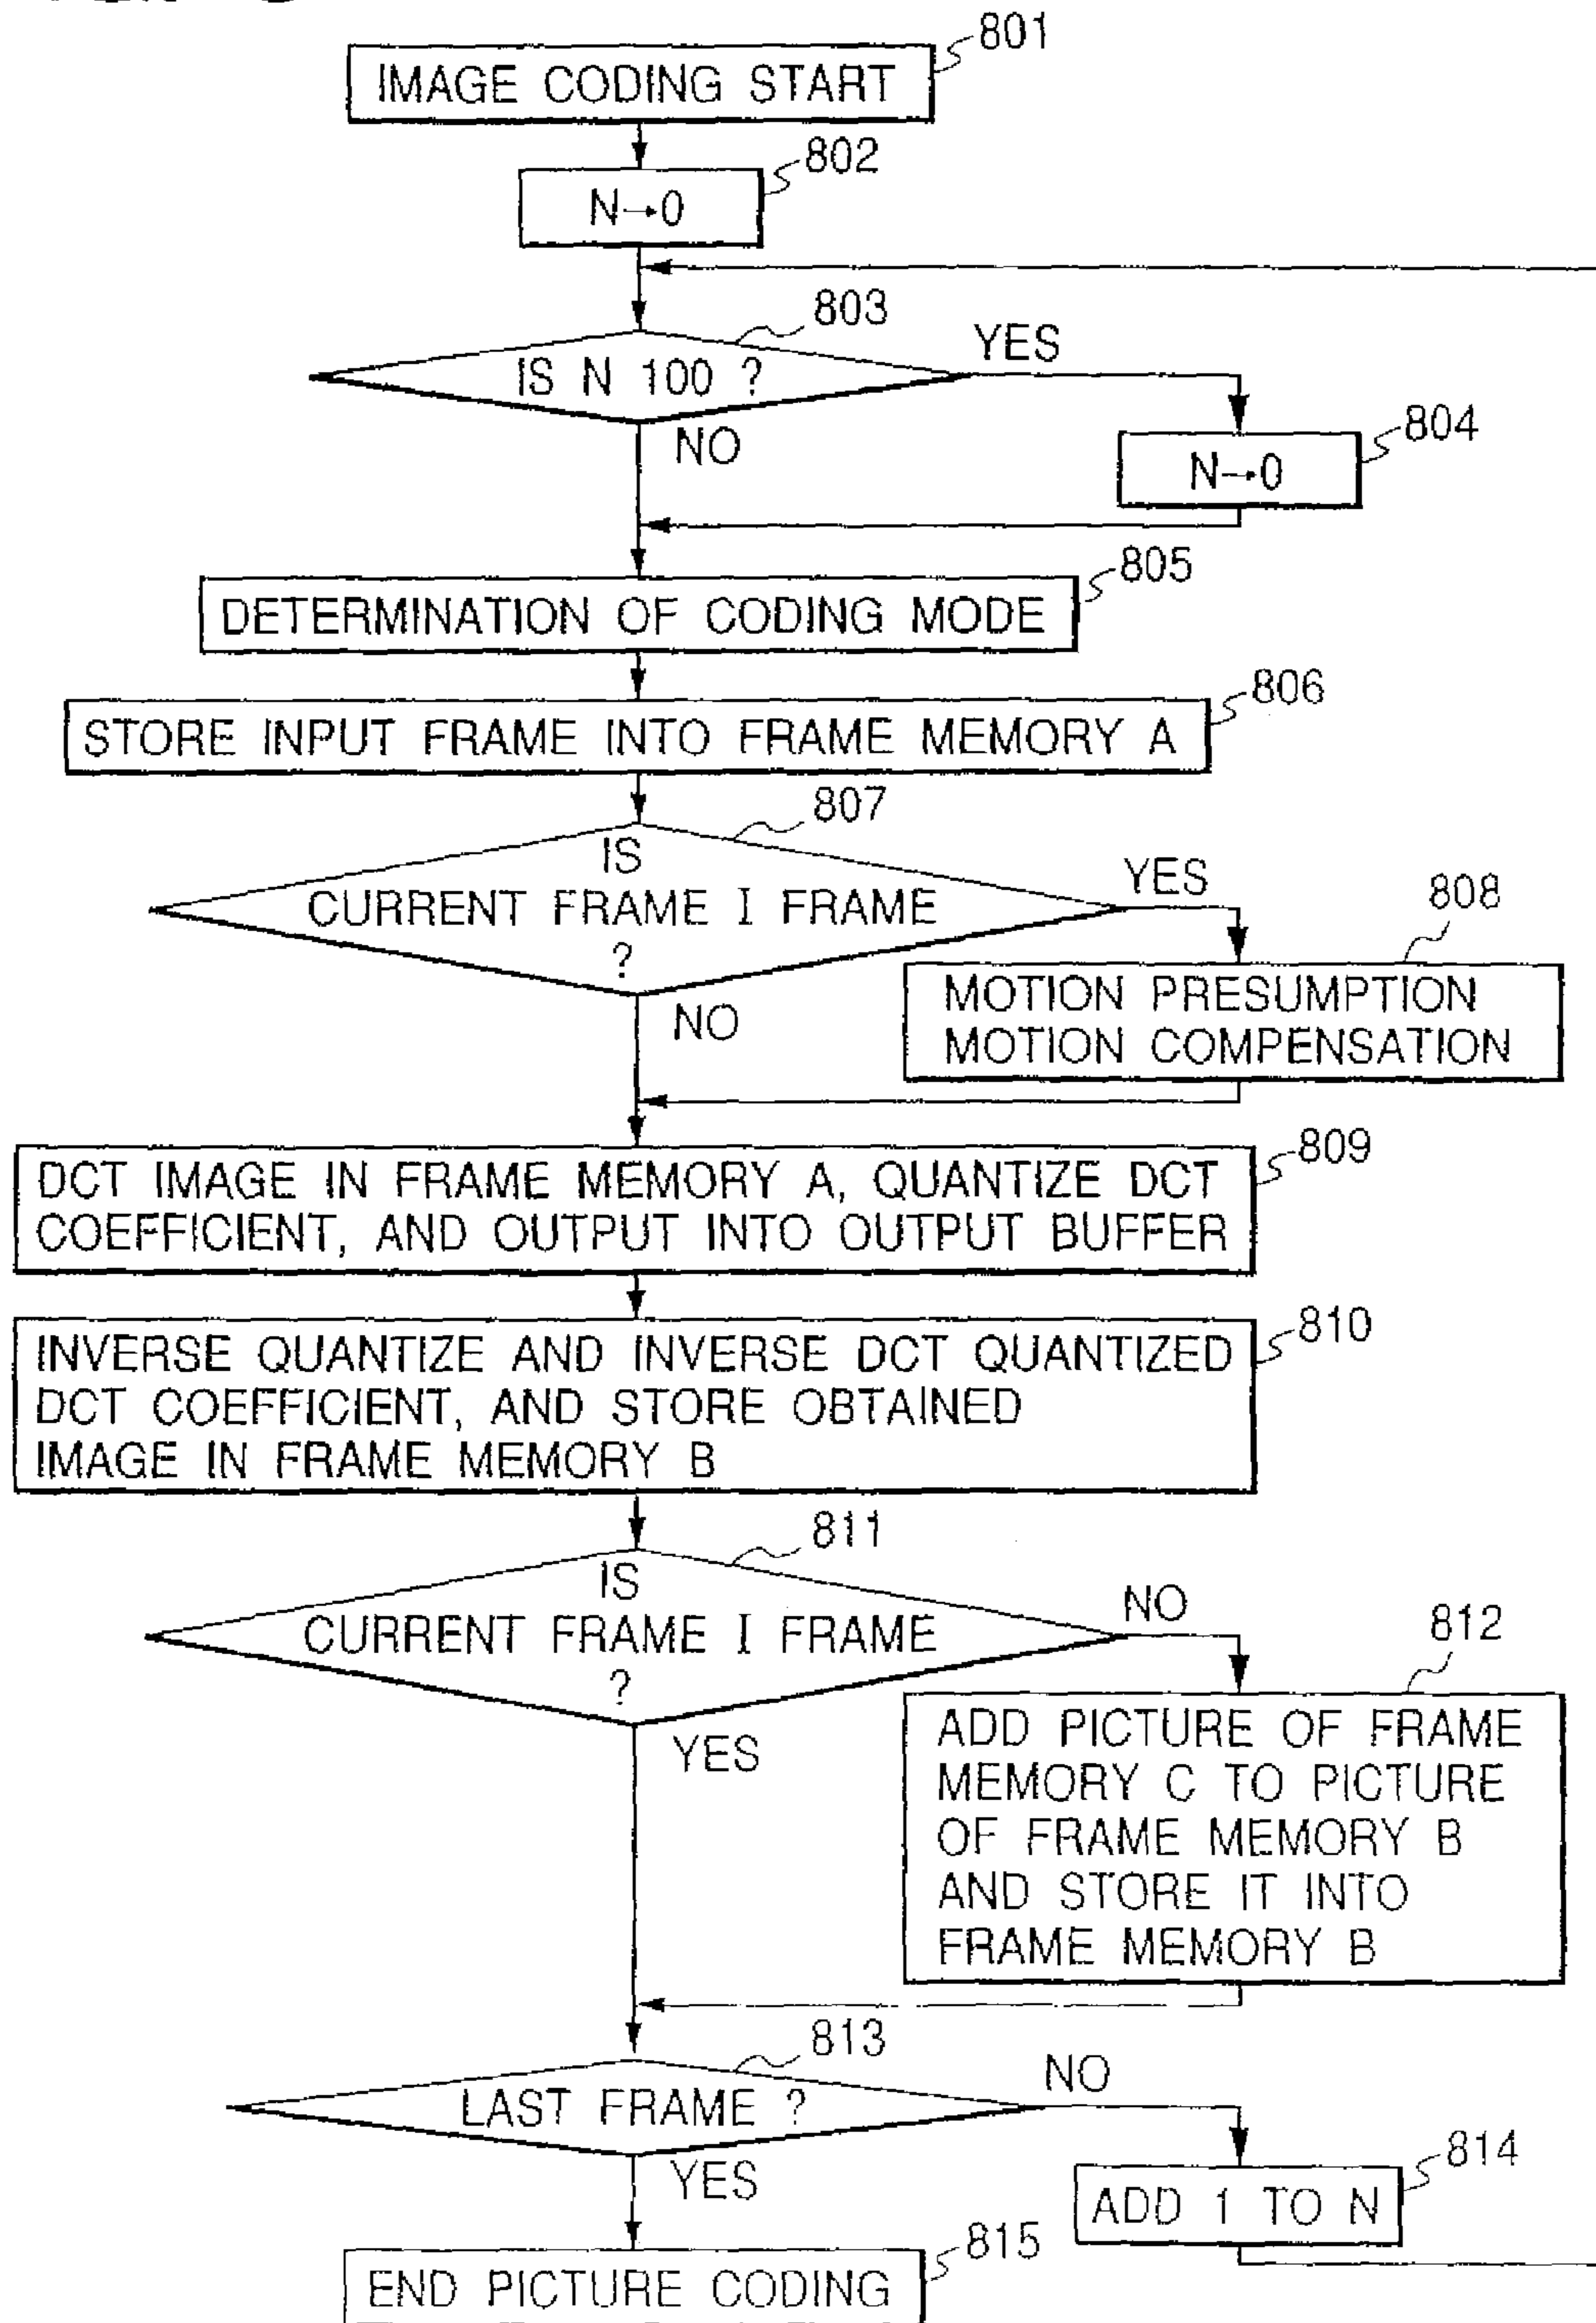 801
IMAGE CODING START
802
N→0
803
IS N 100 ?
YES
NO
804
N→0
805
DETERMINATION OF CODING MODE
806
STORE INPUT FRAME INTO FRAME MEMORY A
807
IS
CURRENT FRAME I FRAME
?
YES
NO
808
MOTION PRESUMPTION
MOTION COMPENSATION
809
DCT IMAGE IN FRAME MEMORY A, QUANTIZE DCT
COEFFICIENT, AND OUTPUT INTO OUTPUT BUFFER
810
INVERSE QUANTIZE AND INVERSE DCT QUANTIZED
DCT COEFFICIENT, AND STORE OBTAINED
IMAGE IN FRAME MEMORY B
811
IS
CURRENT FRAME I FRAME
?
NO
YES
812
ADD PICTURE OF FRAME
MEMORY C TO PICTURE
OF FRAME MEMORY B
AND STORE IT INTO
FRAME MEMORY B
813
LAST FRAME ?
NO
YES
814
ADD 1 TO N
815
END PICTURE CODING